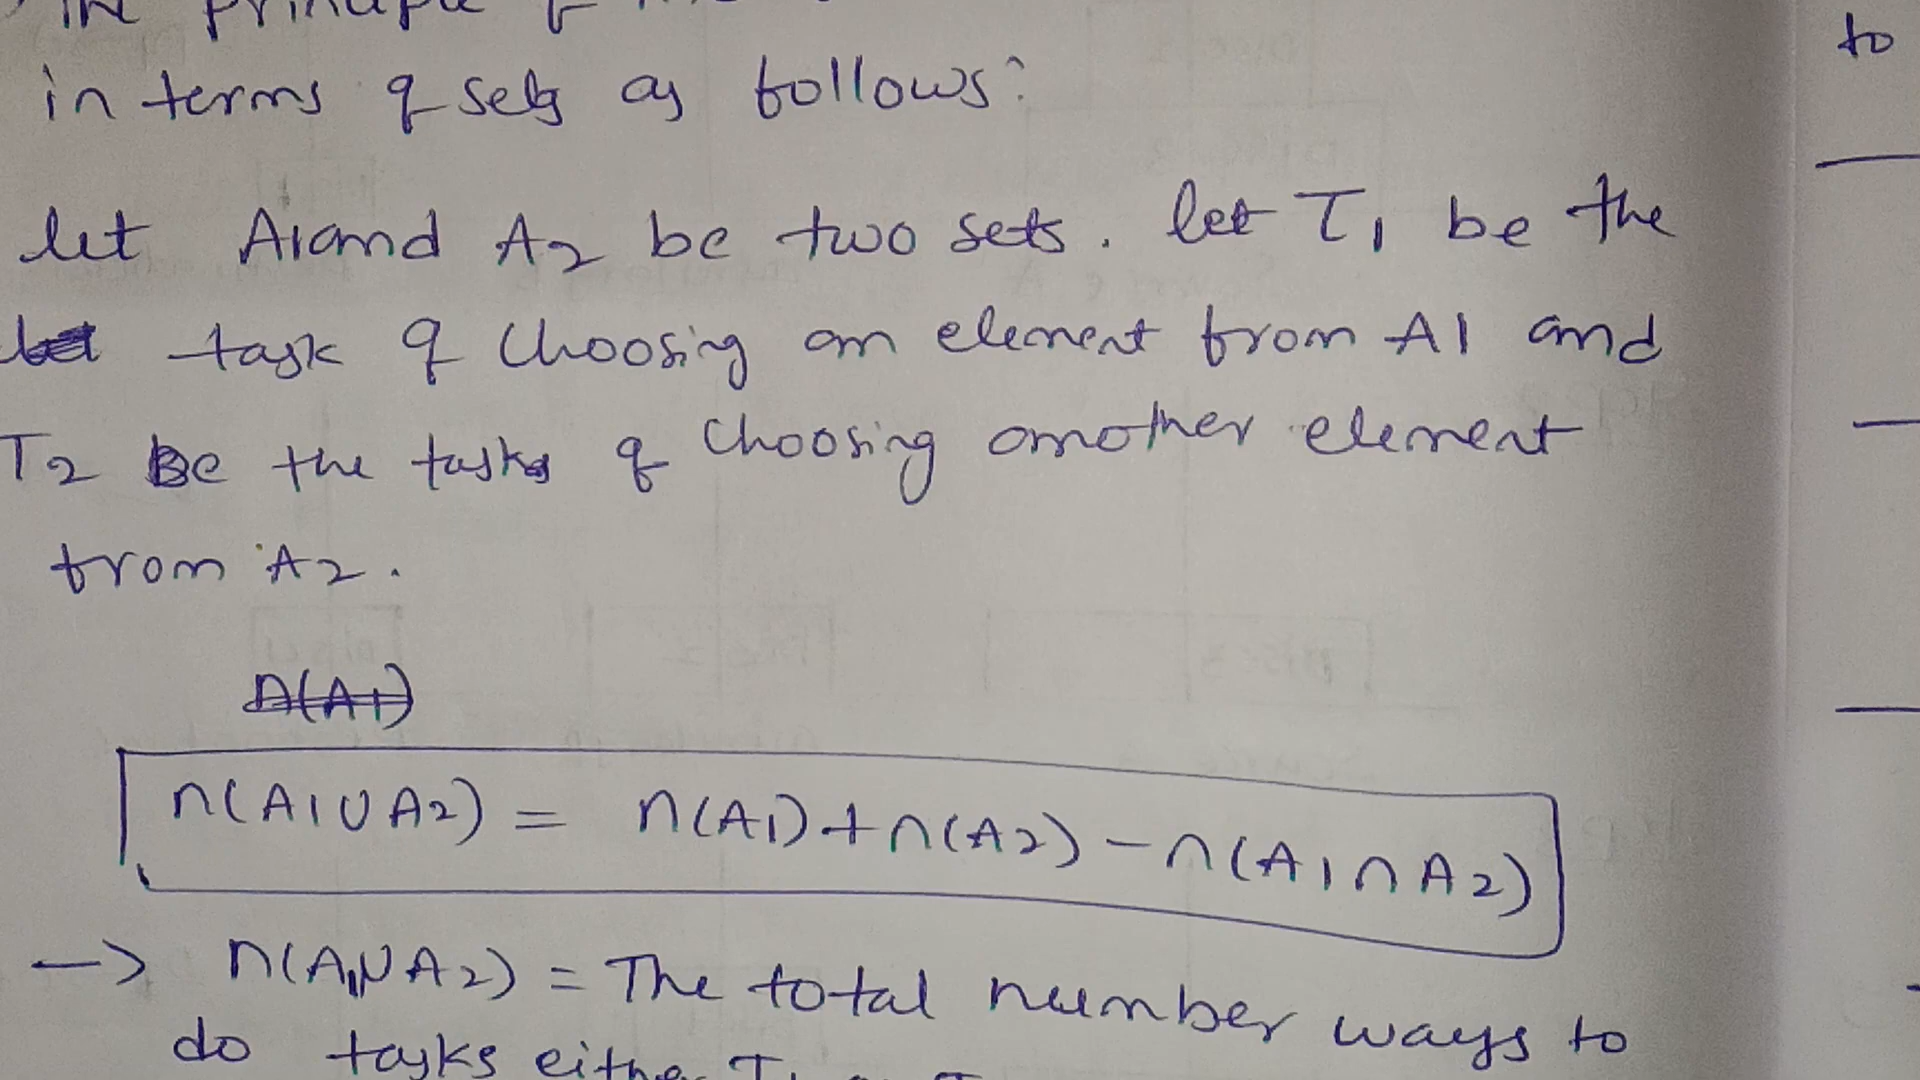 in terms of sets as follows:
to
let A1 and A2 be two sets. let T1 be the
task of choosing an element from A1 and
T2 Be the tasks of choosing another element
from A2.
n(A1)
n(A1∪A2) = n(A1)+n(A2)-n(A1∩A2)
-> n(A1∪A2) = The total number ways to
do tasks either T1